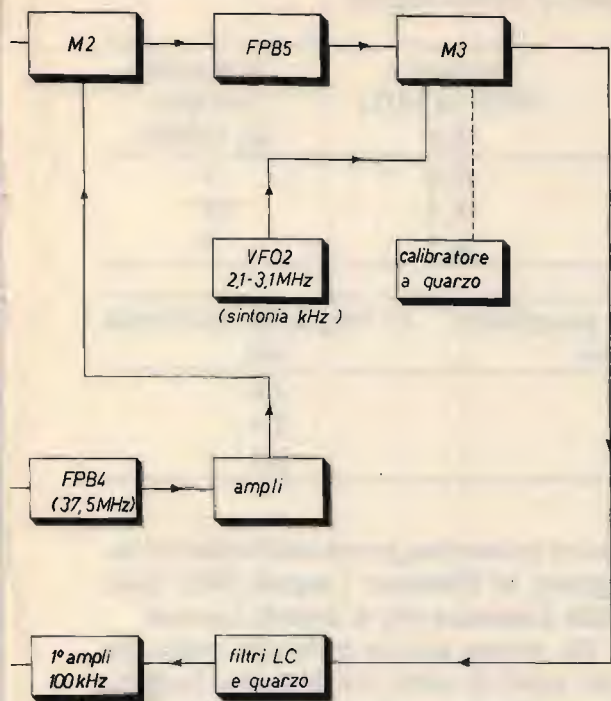 M2
FPB5
M3
VFO2
2,1-3,1MHz
(sintonia kHz)
calibratore
a quarzo
FPB4
(37,5MHz)
ampli
1º ampli
100kHz
filtri LC
e quarzo